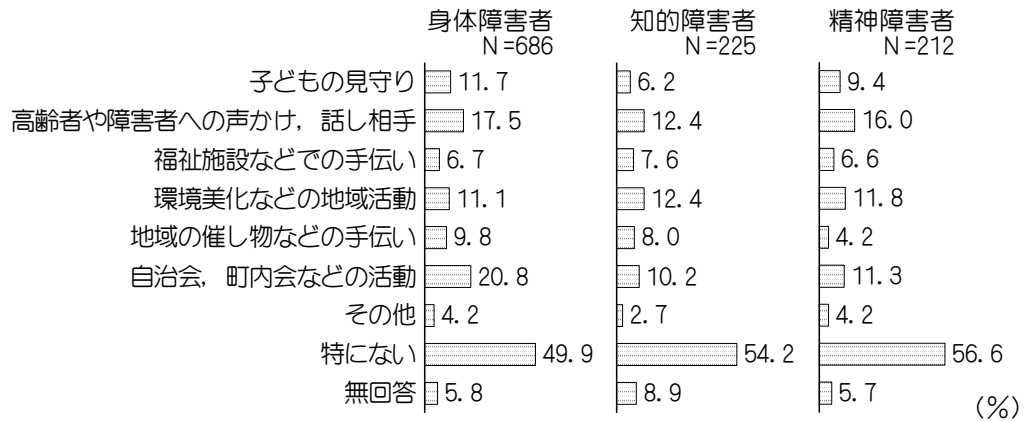 身体障害者 知的障害者 精神障害者
N=686 N=225 N=212
子どもの見守り 11.7 6.2 9.4
高齢者や障害者への声かけ，話し相手 17.5 12.4 16.0
福祉施設などでの手伝い 6.7 7.6 6.6
環境美化などの地域活動 11.1 12.4 11.8
地域の催し物などの手伝い 9.8 8.0 4.2
自治会，町内会などの活動 20.8 10.2 11.3
その他 4.2 2.7 4.2
特にない 49.9 54.2 56.6
無回答 5.8 8.9 5.7
(%)